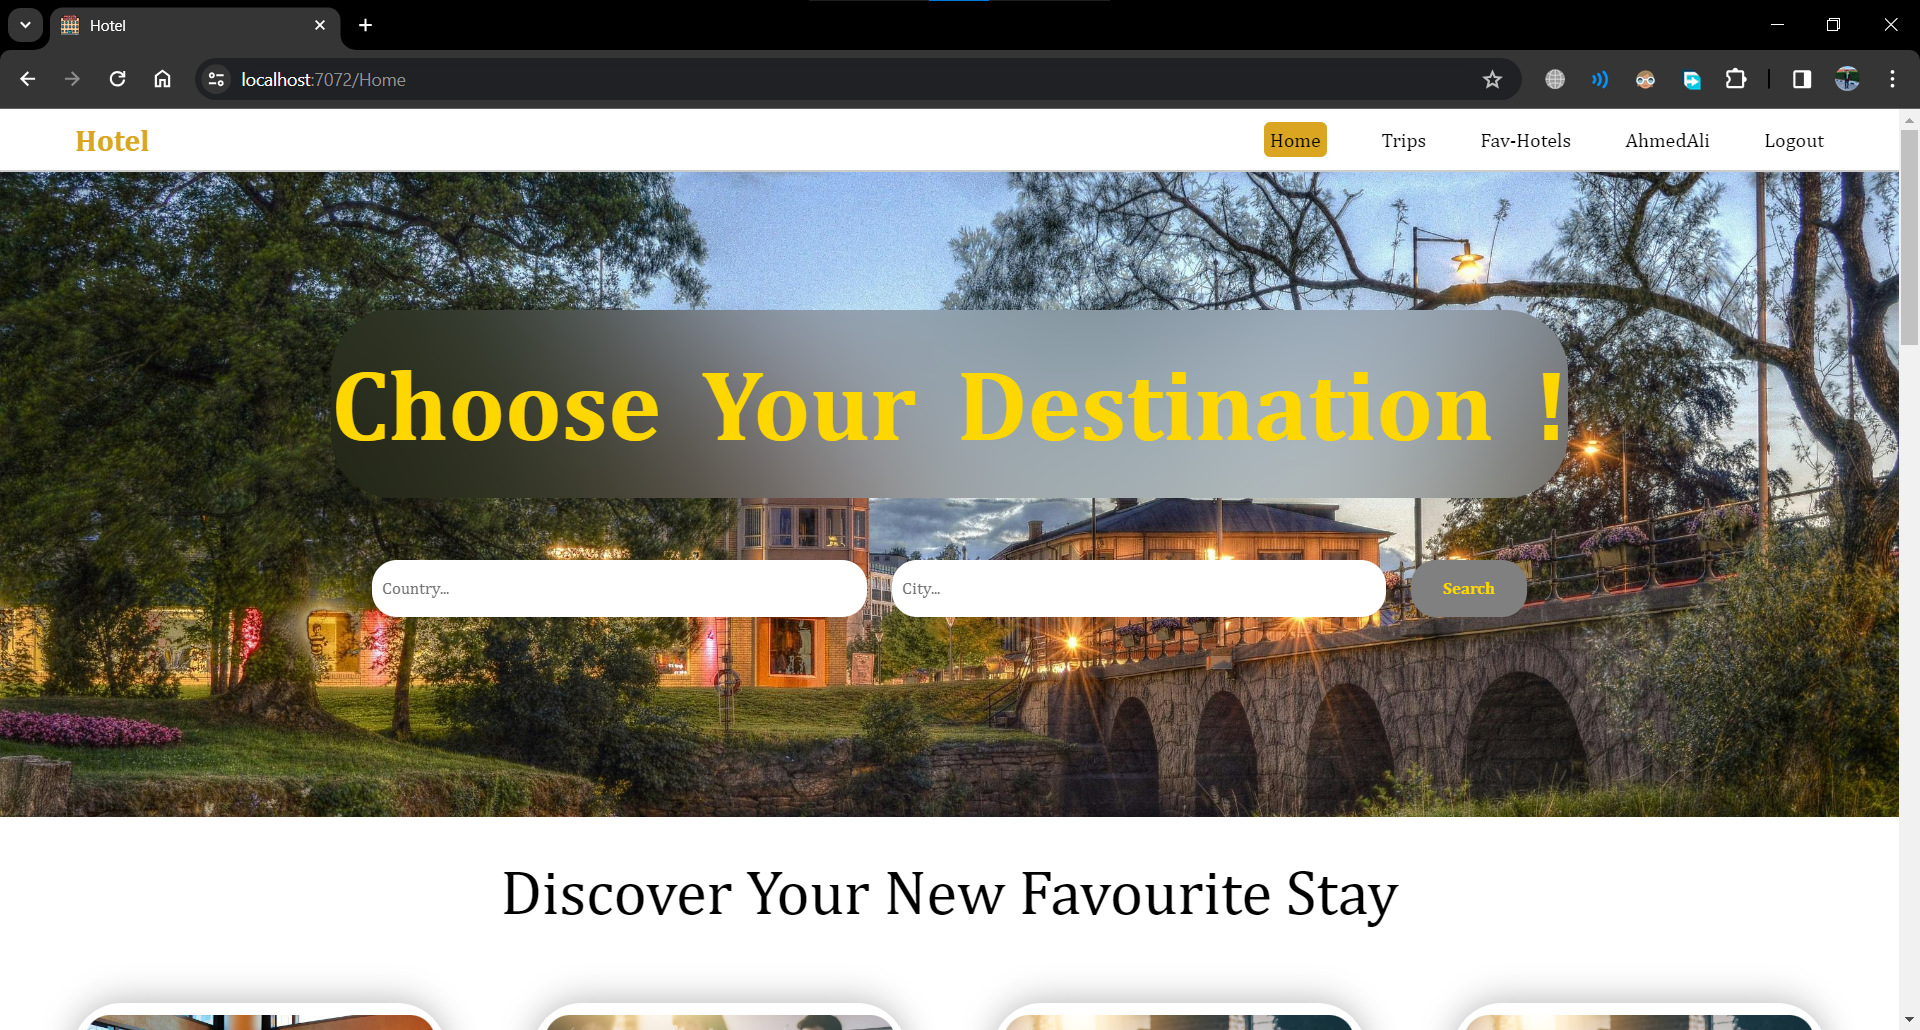 Hotel
localhost:7072/Home
Hotel
Home Trips Fav-Hotels AhmedAli Logout
Choose Your Destination !
Country... City... Search
Discover Your New Favourite Stay